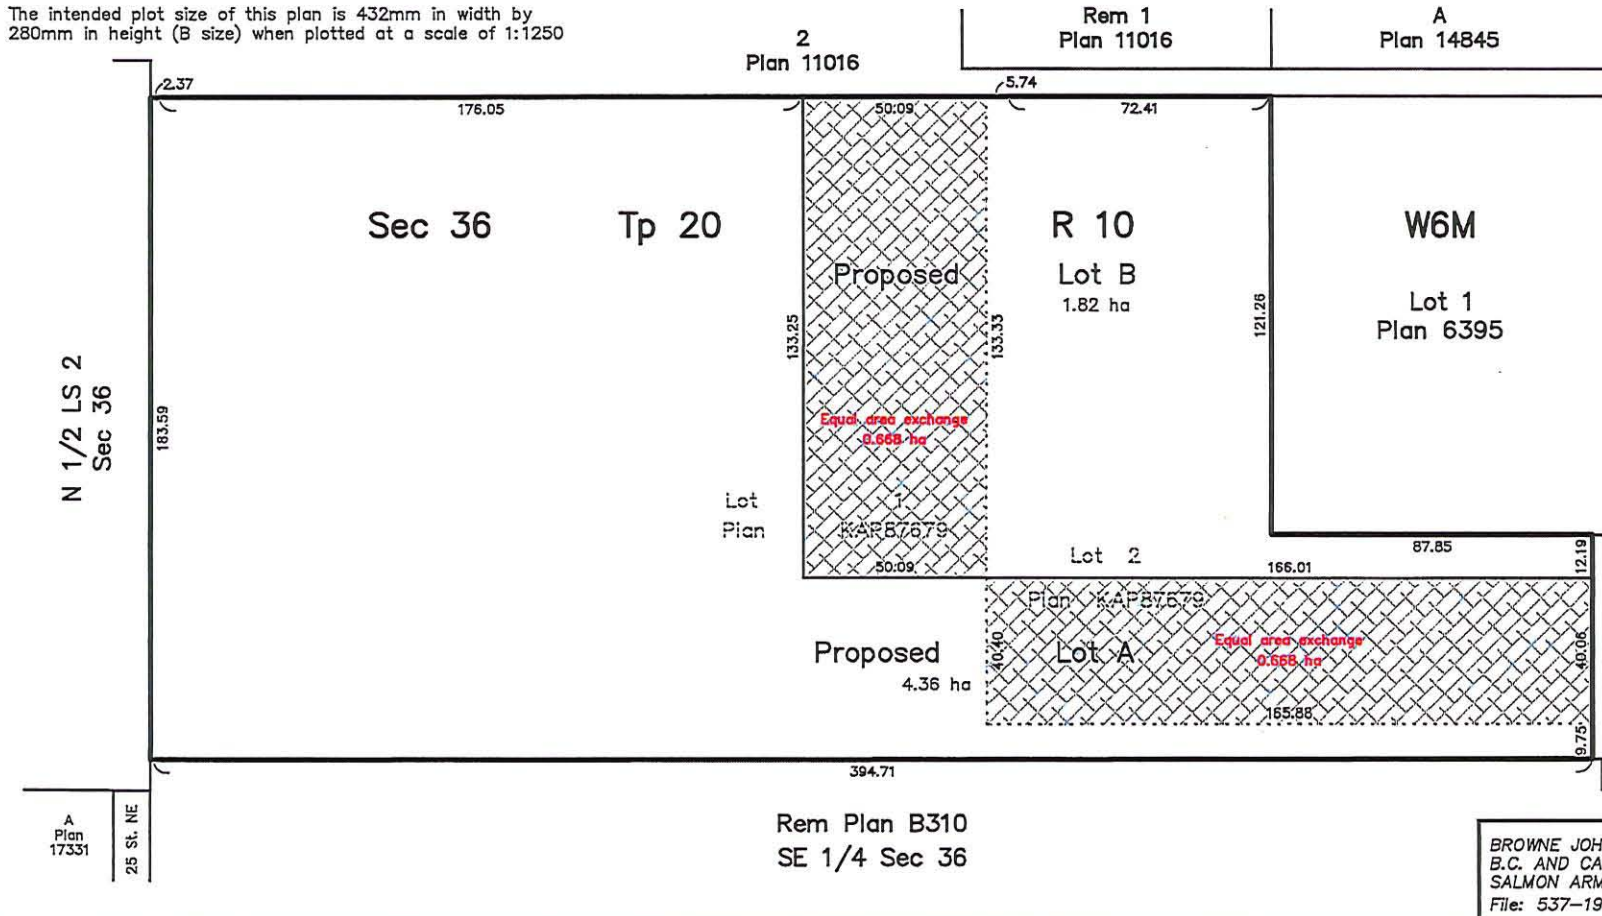 The intended plot size of this plan is 432mm in width by
280mm in height (B size) when plotted at a scale of 1:1250
2
Plan 11016
Rem 1
Plan 11016
A
Plan 14845
2.37
176.05
50.09
5.74
72.41
Sec 36
Tp 20
R 10
W6M
Proposed
Lot B
1.82 ha
Lot 1
Plan 6395
133.25
133.33
121.26
N 1/2 LS 2
Sec 36
183.59
Equal area exchange
0.668 ha
Lot 1
Plan KAP87679
50.09
Lot 2
Plan KAP87679
87.85
12.19
166.01
Proposed Lot A
4.36 ha
40.40
Equal area exchange
0.668 ha
40.06
165.88
9.75
394.71
A
Plan
17331
25 St. NE
Rem Plan B310
SE 1/4 Sec 36
BROWNE JOH
B.C. AND CA
SALMON ARM
File: 537-19